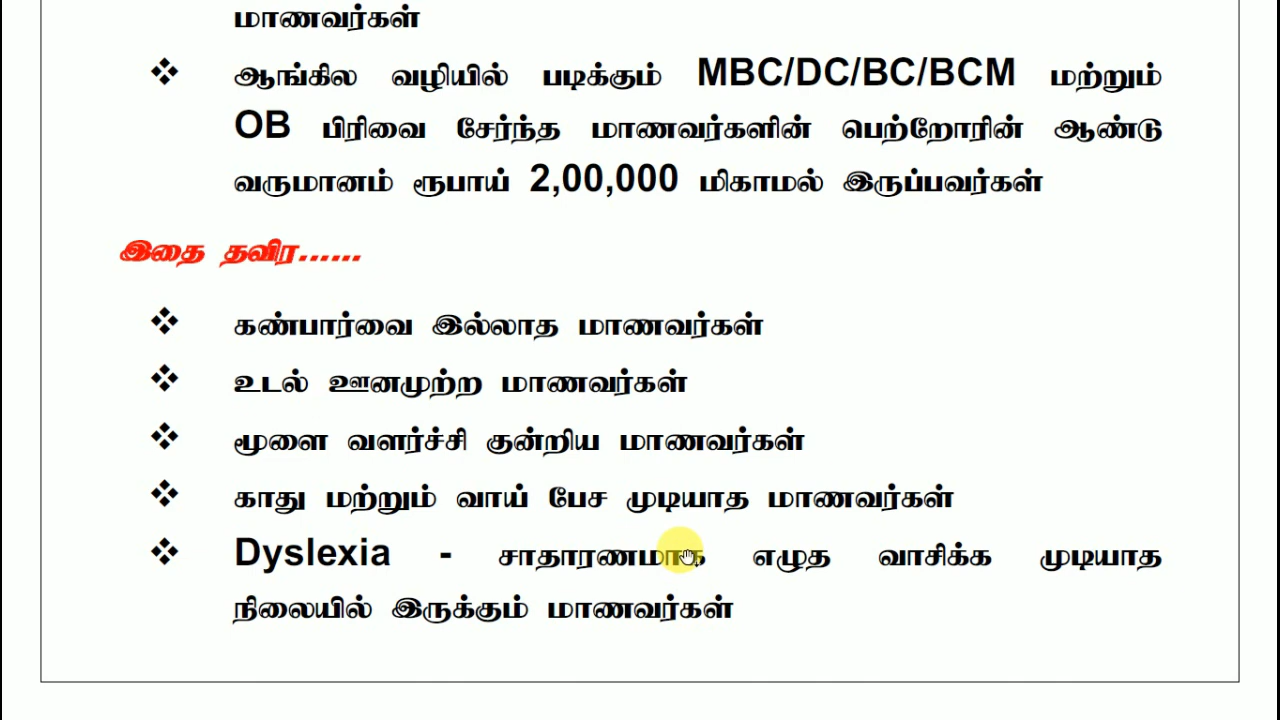 மாணவர்கள்
❖ ஆங்கில வழியில் படிக்கும் MBC/DC/BC/BCM மற்றும்
OB பிரிவை சேர்ந்த மாணவர்களின் பெற்றோரின் ஆண்டு
வருமானம் ரூபாய் 2,00,000 மிகாமல் இருப்பவர்கள்
இதை தவிர......
❖ கண்பார்வை இல்லாத மாணவர்கள்
❖ உடல் ஊனமுற்ற மாணவர்கள்
❖ மூளை வளர்ச்சி குன்றிய மாணவர்கள்
❖ காது மற்றும் வாய் பேச முடியாத மாணவர்கள்
❖ Dyslexia - சாதாரணமாக எழுத வாசிக்க முடியாத
நிலையில் இருக்கும் மாணவர்கள்